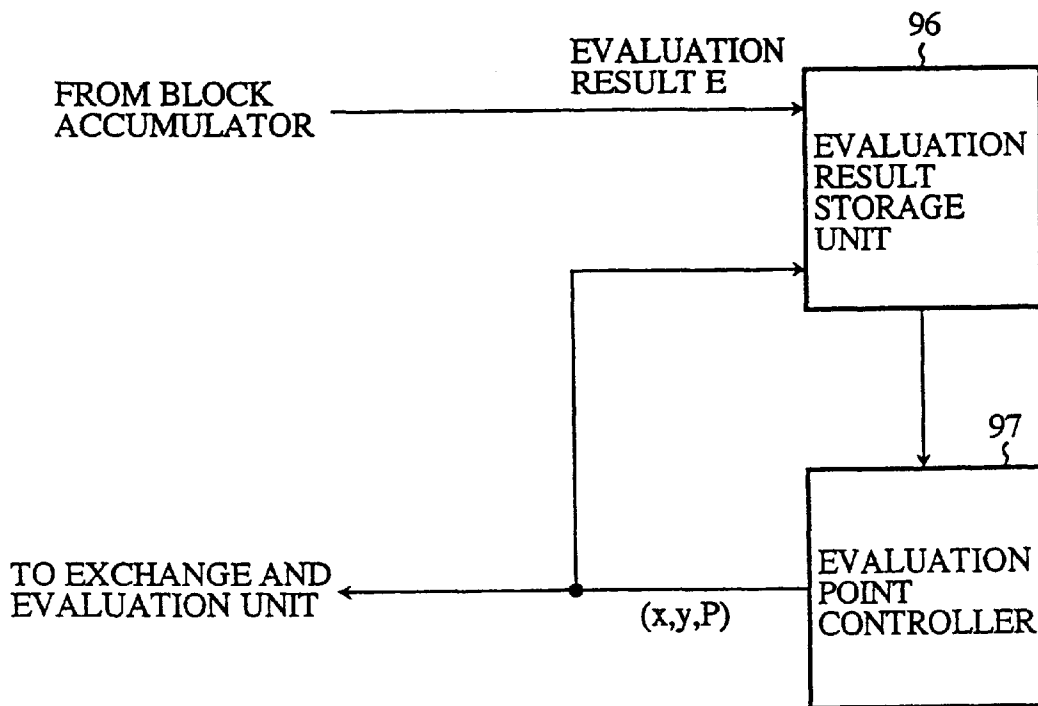 96
EVALUATION
RESULT E
FROM BLOCK
ACCUMULATOR
EVALUATION
RESULT
STORAGE
UNIT
97
TO EXCHANGE AND
EVALUATION UNIT
(x,y,P)
EVALUATION
POINT
CONTROLLER